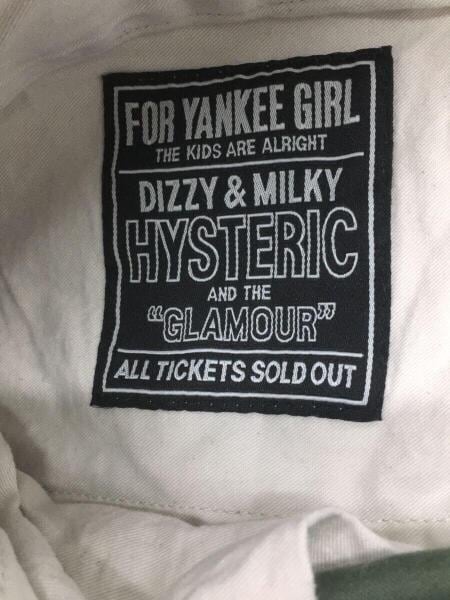 FOR YANKEE GIRL
THE KIDS ARE ALRIGHT
DIZZY & MILKY
HYSTERIC
AND THE
“GLAMOUR”
ALL TICKETS SOLD OUT